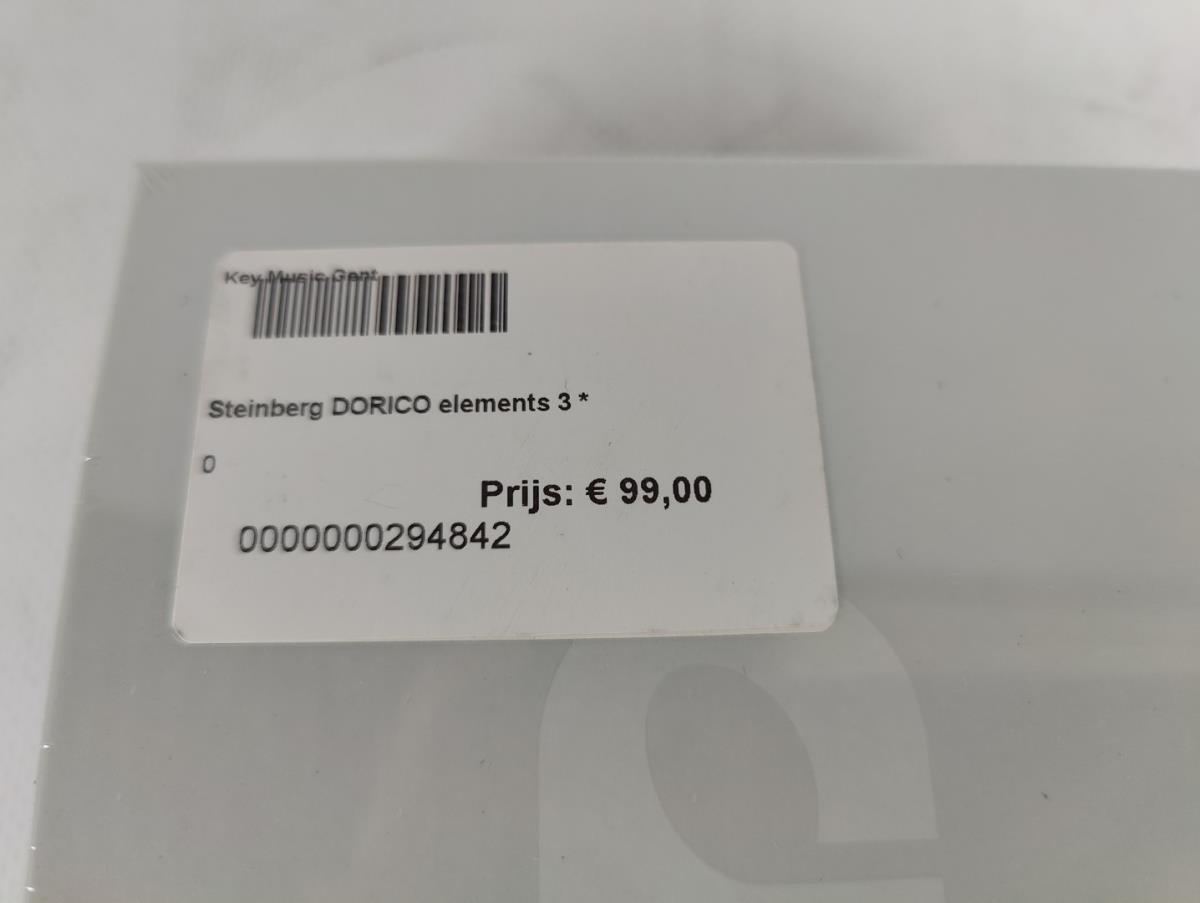 Key Music Gent
Steinberg DORICO elements 3 *
0
Prijs: € 99,00
0000000294842